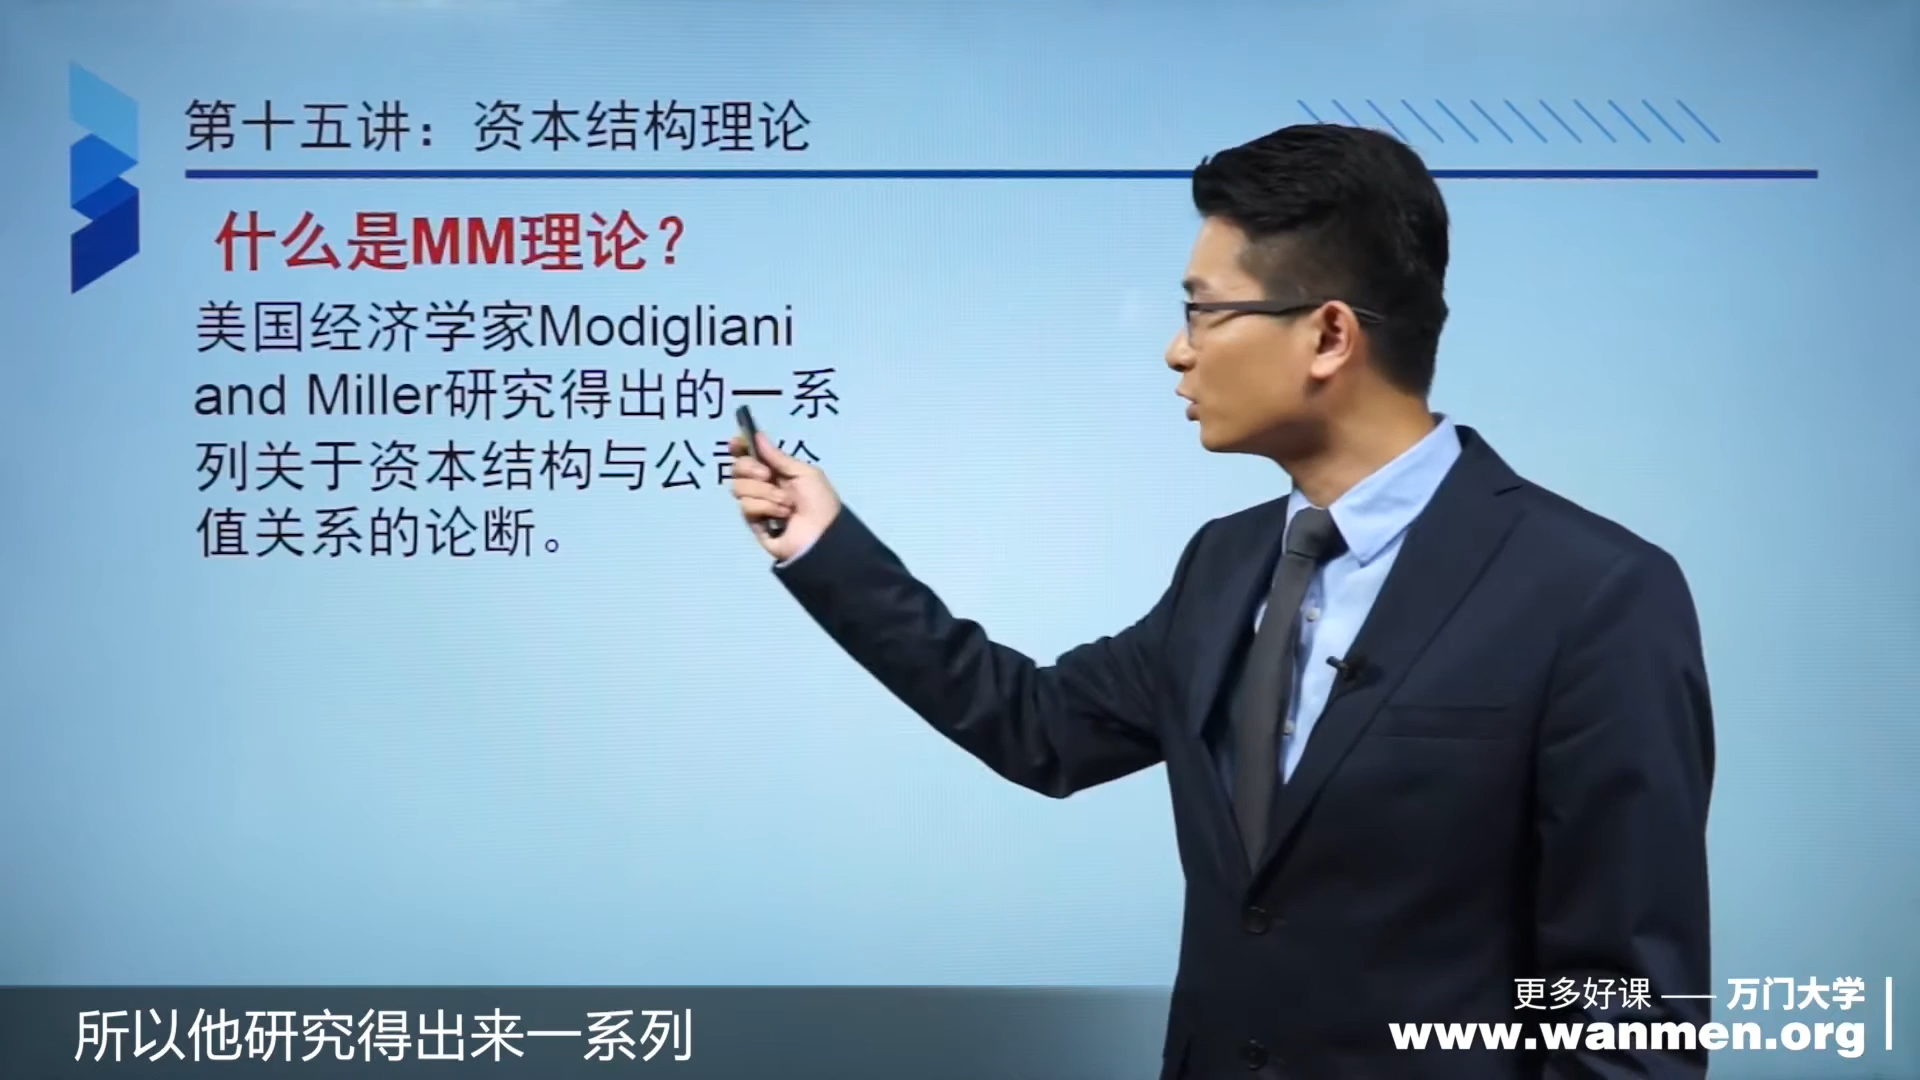 第十五讲：资本结构理论
什么是MM理论？
美国经济学家Modigliani
and Miller研究得出的一系
列关于资本结构与公司
值关系的论断。
所以他研究得出来一系列
更多好课 —— 万门大学
www.wanmen.org